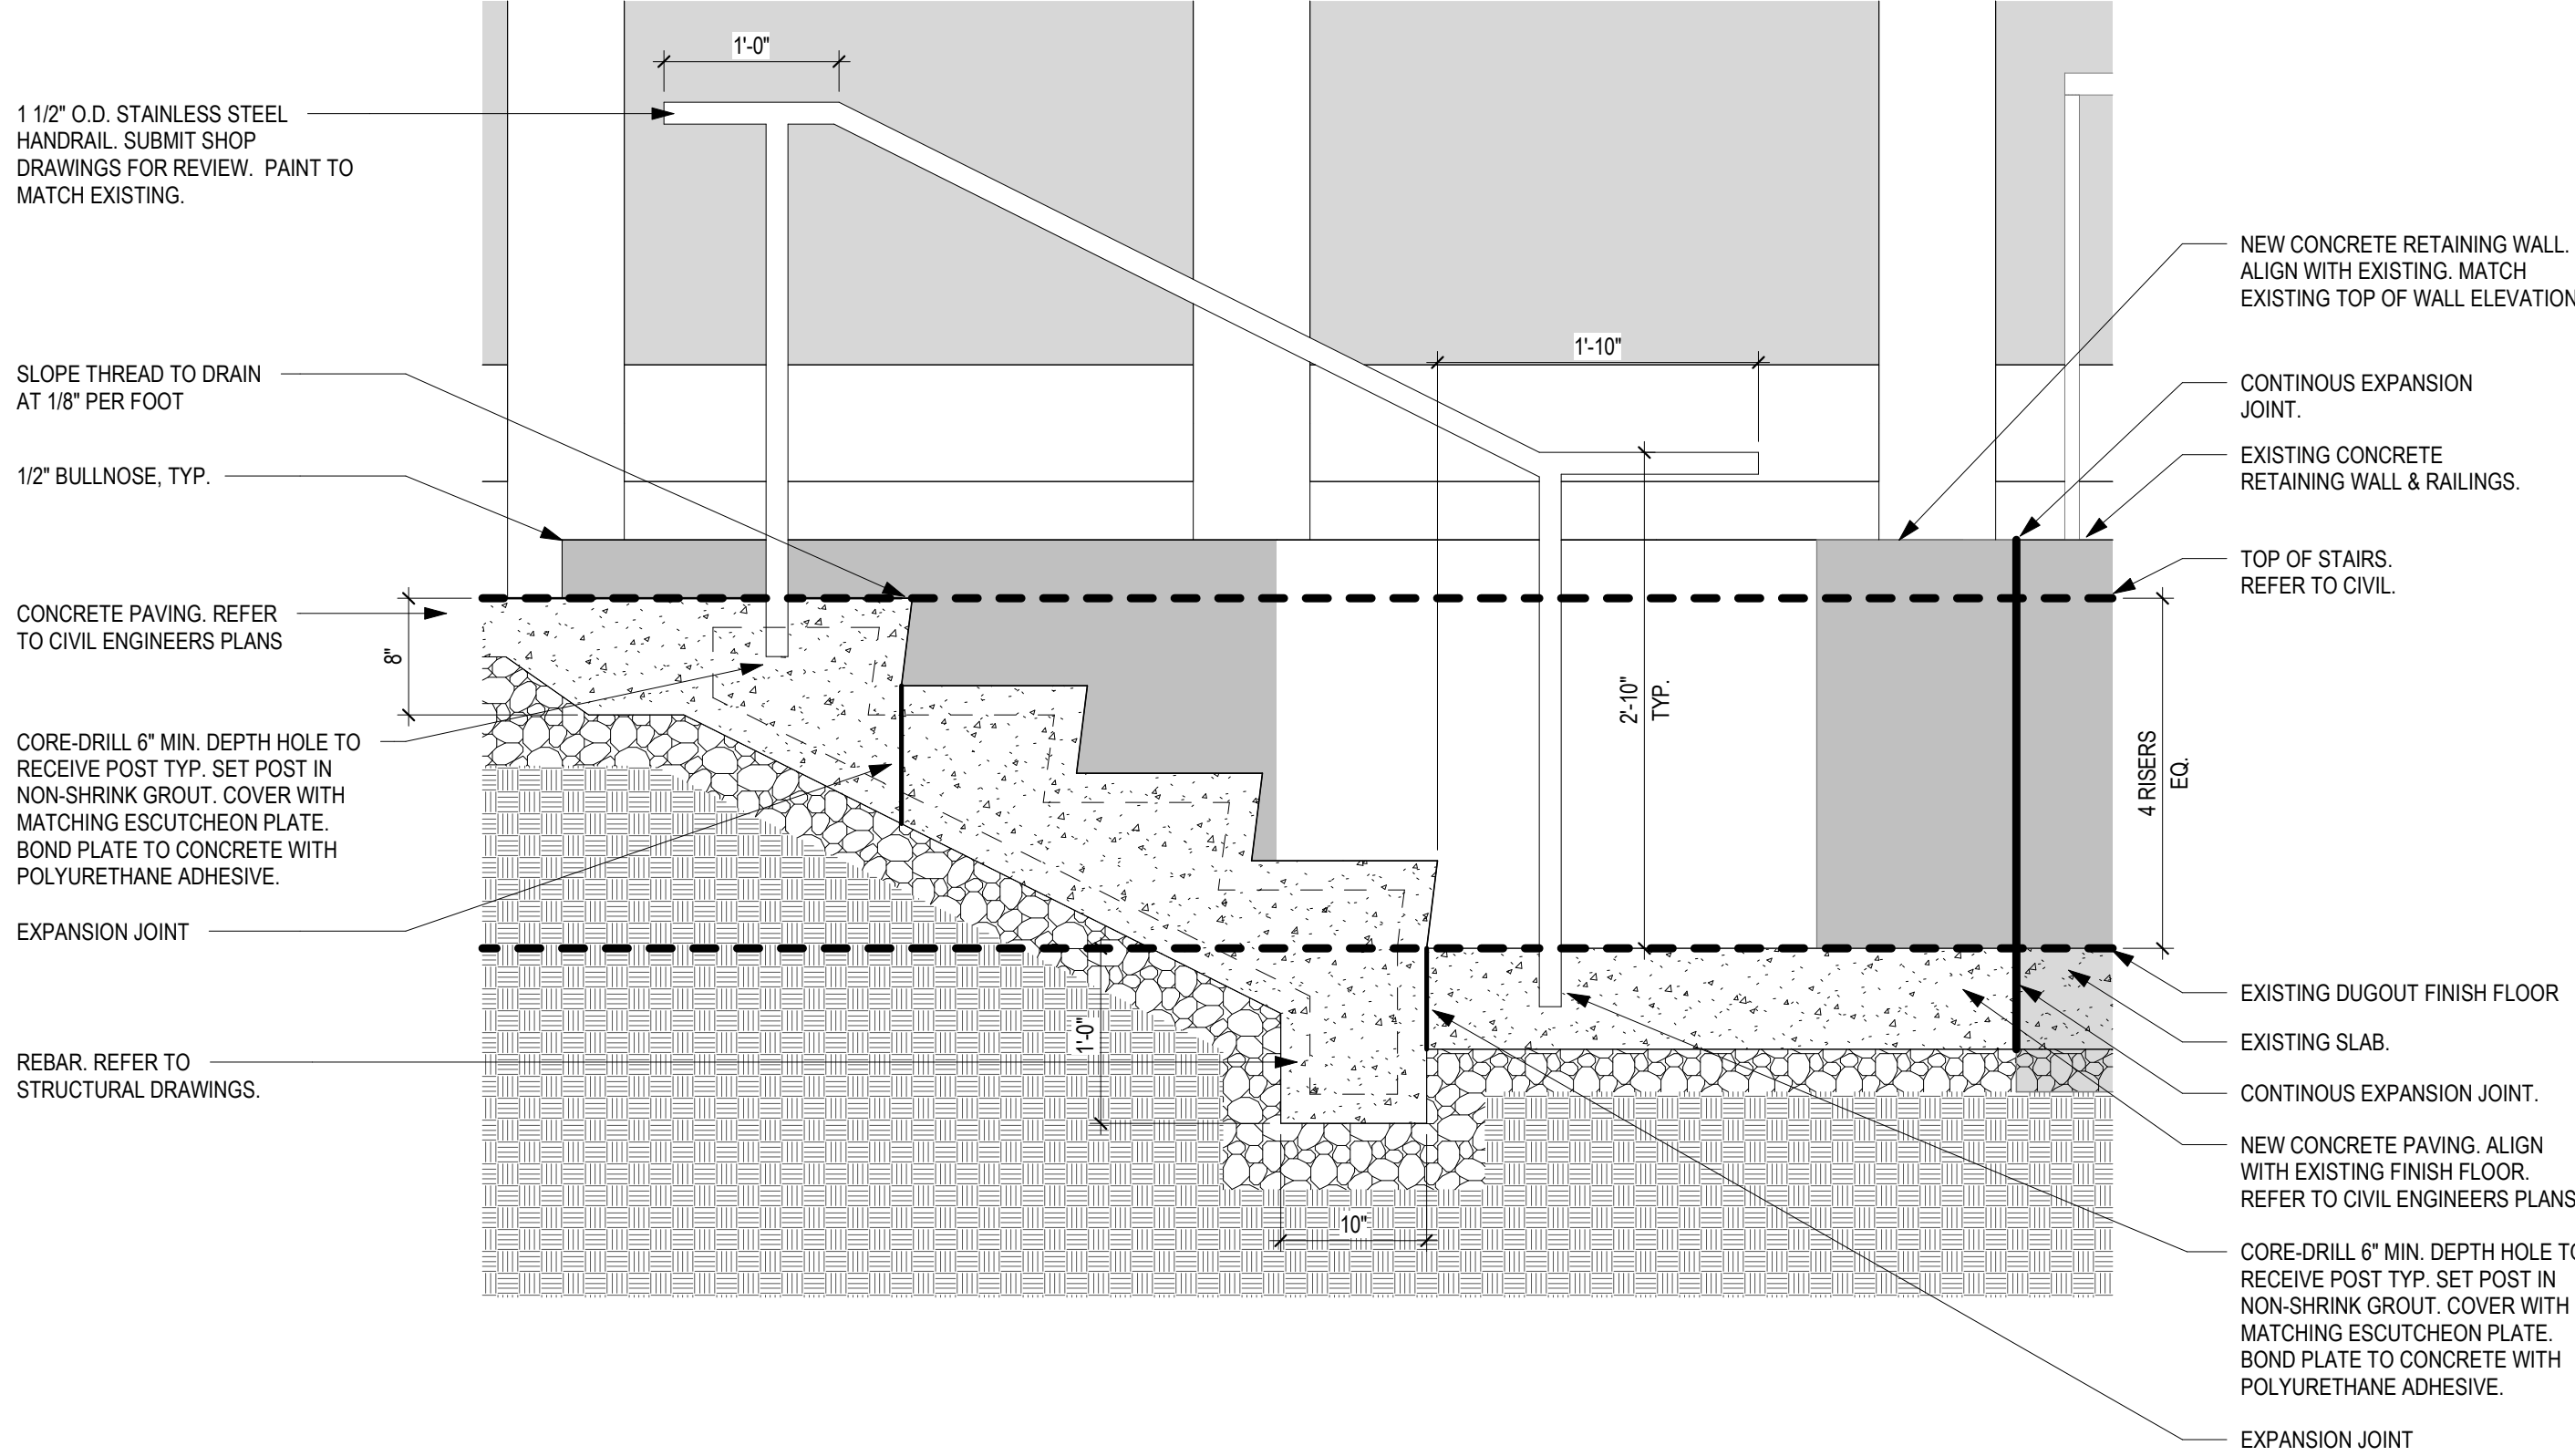 1'-0"
1 1/2" O.D. STAINLESS STEEL
HANDRAIL. SUBMIT SHOP
DRAWINGS FOR REVIEW.  PAINT TO
MATCH EXISTING.
SLOPE THREAD TO DRAIN
AT 1/8" PER FOOT
1/2" BULLNOSE, TYP.
CONCRETE PAVING. REFER
TO CIVIL ENGINEERS PLANS
8"
CORE-DRILL 6" MIN. DEPTH HOLE TO
RECEIVE POST TYP. SET POST IN
NON-SHRINK GROUT. COVER WITH
MATCHING ESCUTCHEON PLATE.
BOND PLATE TO CONCRETE WITH
POLYURETHANE ADHESIVE.
EXPANSION JOINT
REBAR. REFER TO
STRUCTURAL DRAWINGS.
1'-10"
2'-10"
TYP.
1'-0"
10"
4 RISERS
EQ.
NEW CONCRETE RETAINING WALL.
ALIGN WITH EXISTING. MATCH
EXISTING TOP OF WALL ELEVATION
CONTINOUS EXPANSION
JOINT.
EXISTING CONCRETE
RETAINING WALL & RAILINGS.
TOP OF STAIRS.
REFER TO CIVIL.
EXISTING DUGOUT FINISH FLOOR
EXISTING SLAB.
CONTINOUS EXPANSION JOINT.
NEW CONCRETE PAVING. ALIGN
WITH EXISTING FINISH FLOOR.
REFER TO CIVIL ENGINEERS PLANS
CORE-DRILL 6" MIN. DEPTH HOLE TO
RECEIVE POST TYP. SET POST IN
NON-SHRINK GROUT. COVER WITH
MATCHING ESCUTCHEON PLATE.
BOND PLATE TO CONCRETE WITH
POLYURETHANE ADHESIVE.
EXPANSION JOINT